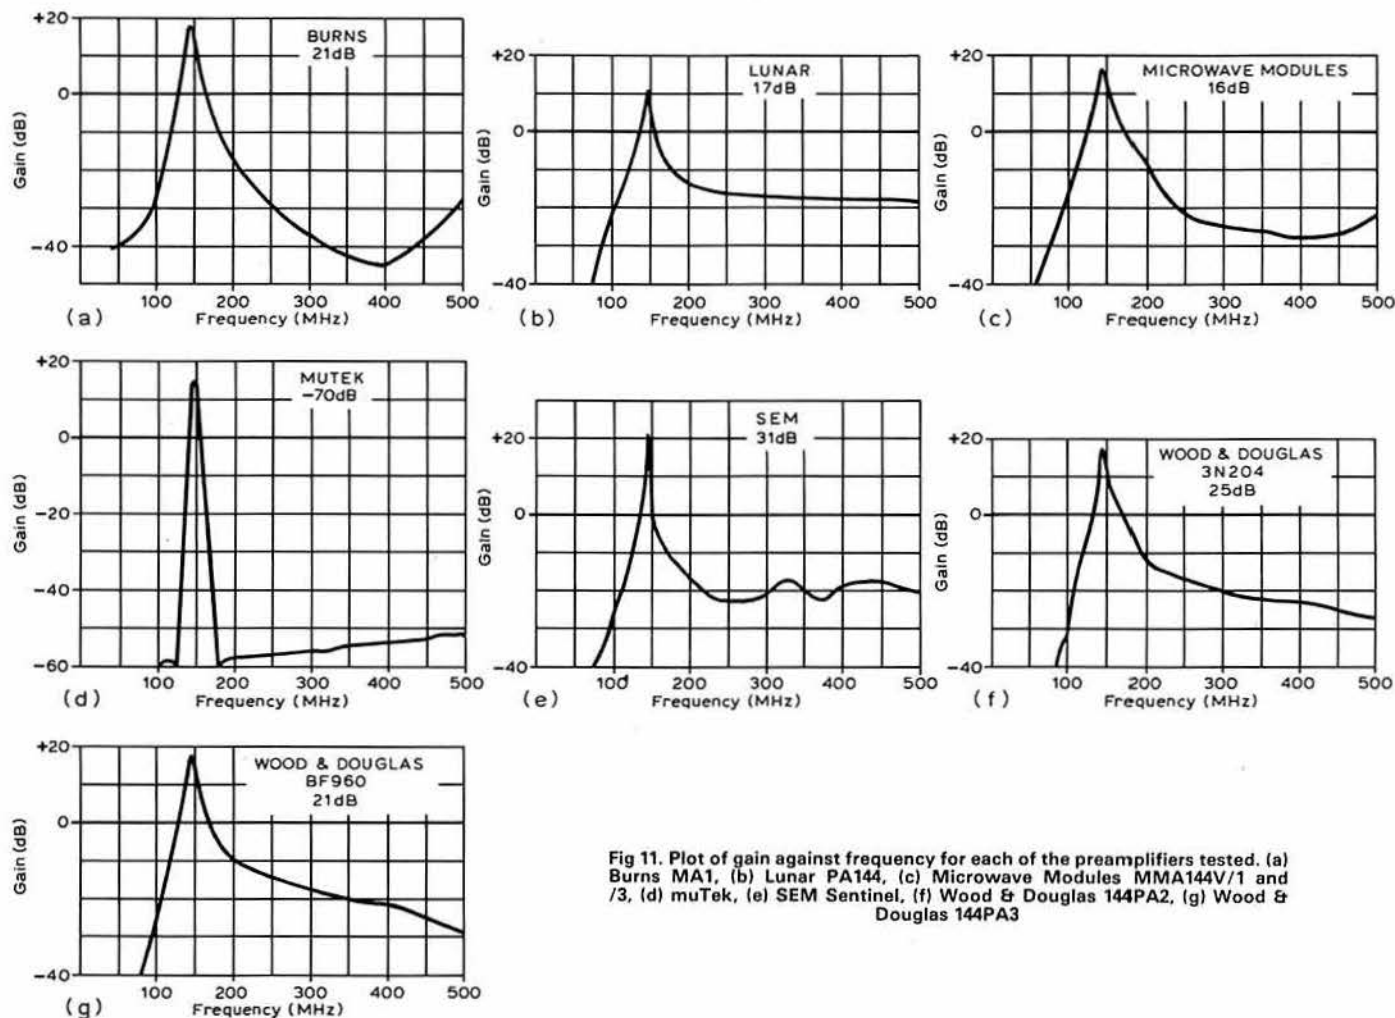 +20
0
−40
Gain (dB)
BURNS
21dB
100 200 300 400 500
(a) Frequency (MHz)
+20
0
−40
Gain (dB)
LUNAR
17dB
100 200 300 400 500
(b) Frequency (MHz)
+20
0
−40
Gain (dB)
MICROWAVE MODULES
16dB
100 200 300 400 500
(c) Frequency (MHz)
+20
0
−20
−40
−60
Gain (dB)
MUTEK
−70dB
100 200 300 400 500
(d) Frequency (MHz)
+20
0
−40
Gain (dB)
SEM
31dB
100 200 300 400 500
(e) Frequency (MHz)
+20
0
−40
Gain (dB)
WOOD & DOUGLAS
3N204
25dB
100 200 300 400 500
(f) Frequency (MHz)
+20
0
−40
Gain (dB)
WOOD & DOUGLAS
BF960
21dB
100 200 300 400 500
(g) Frequency (MHz)
Fig 11. Plot of gain against frequency for each of the preamplifiers tested. (a)
Burns MA1, (b) Lunar PA144, (c) Microwave Modules MMA144V/1 and
/3, (d) muTek, (e) SEM Sentinel, (f) Wood & Douglas 144PA2, (g) Wood &
Douglas 144PA3